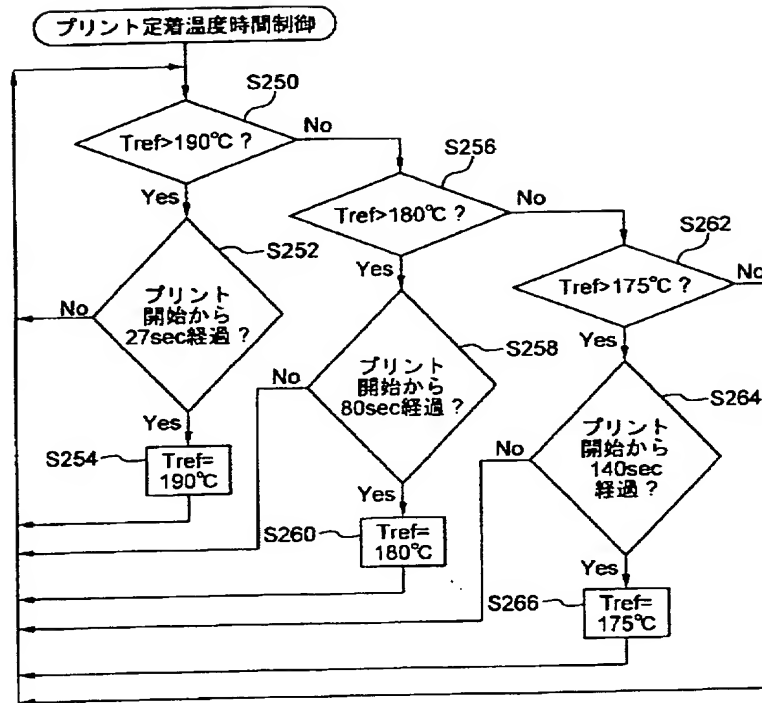 プリント定着温度時間制御
S250
Tref>190℃?
No
Yes
S256
Tref>180℃?
No
Yes
S262
Tref>175℃?
No
Yes
S252
プリント
開始から
27sec経過?
No
Yes
S258
プリント
開始から
80sec経過?
No
Yes
S264
プリント
開始から
140sec
経過?
No
Yes
S254
Tref=
190℃
S260
Tref=
180℃
S266
Tref=
175℃